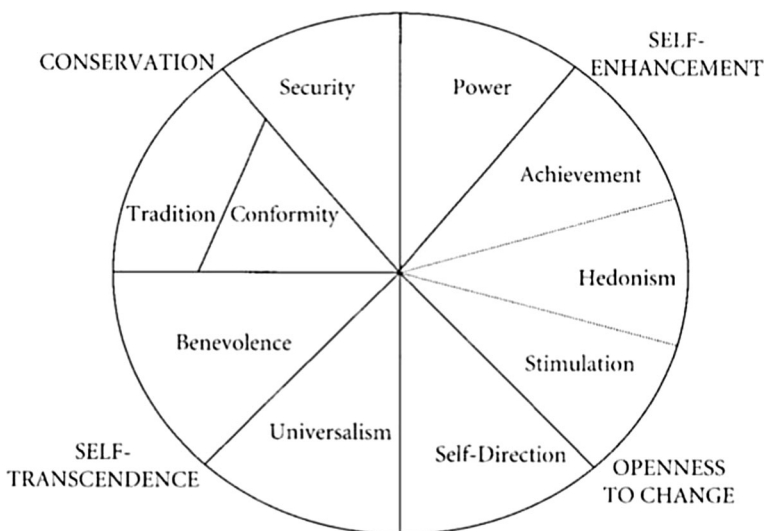 SELF-
ENHANCEMENT
CONSERVATION
Security
Power
Achievement
Tradition
Conformity
Hedonism
Benevolence
Stimulation
Universalism
Self-Direction
SELF-
TRANSCENDENCE
OPENNESS
TO CHANGE